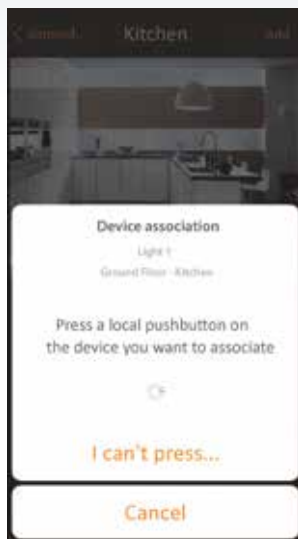 Kitchen
Add
Device association
Light 1
Ground Floor - Kitchen
Press a local pushbutton on
the device you want to associate
I can't press...
Cancel